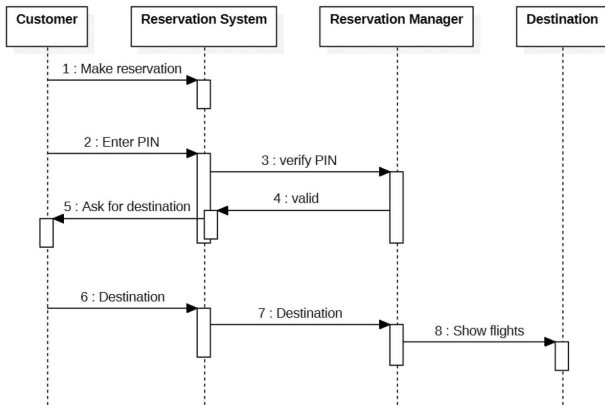 Customer
Reservation System
Reservation Manager
Destination
1 : Make reservation
2 : Enter PIN
3 : verify PIN
4 : valid
5 : Ask for destination
6 : Destination
7 : Destination
8 : Show flights